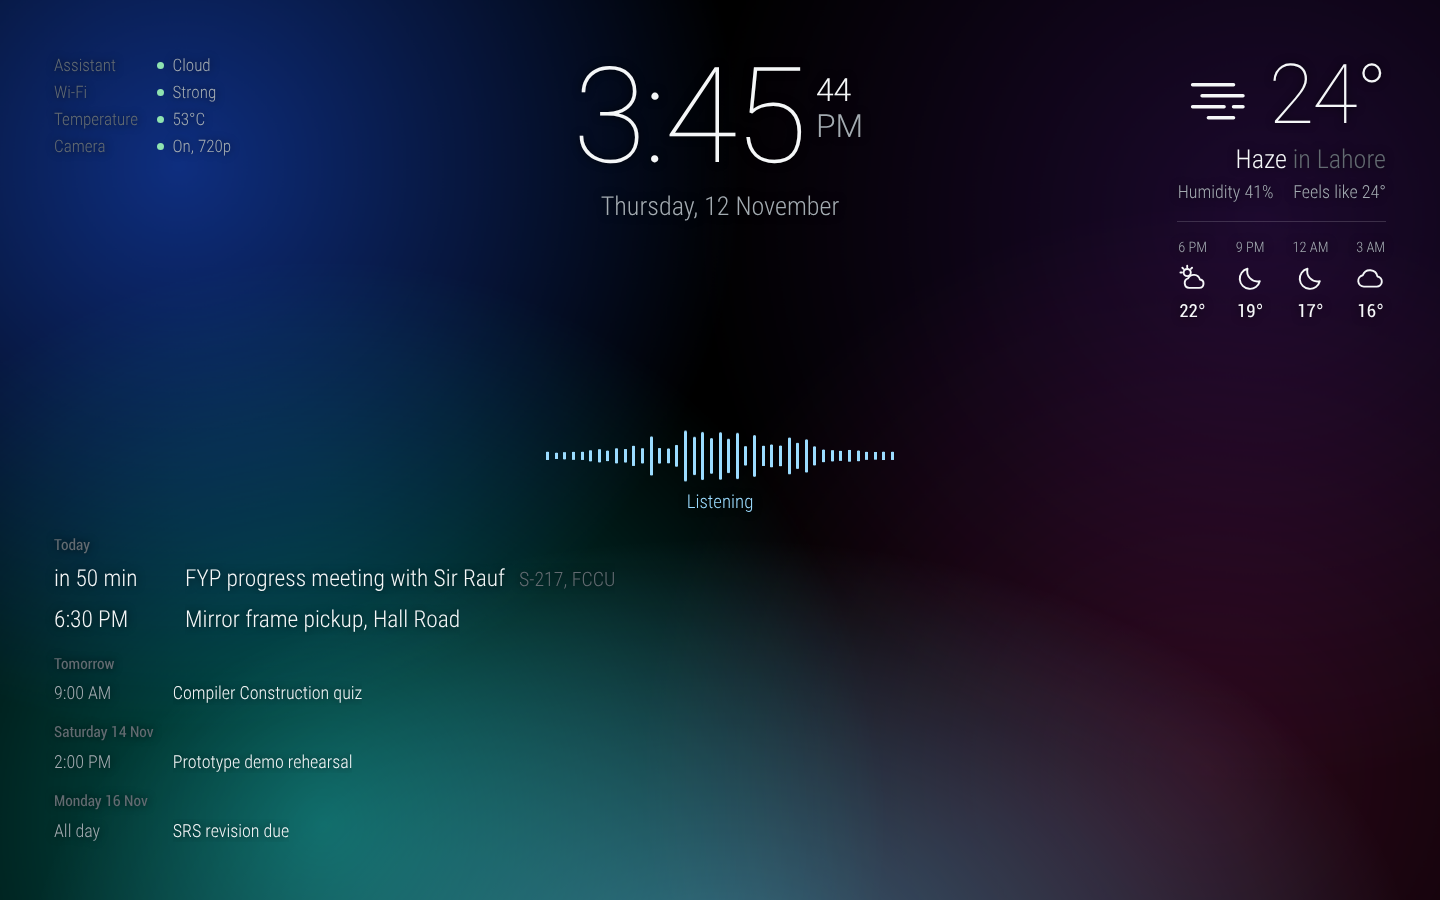 Assistant Cloud
Wi-Fi Strong
Temperature 53°C
Camera On, 720p
3:45 44 PM
Thursday, 12 November
24°
Haze in Lahore
Humidity 41% Feels like 24°
6 PM 9 PM 12 AM 3 AM
22° 19° 17° 16°
Listening
Today
in 50 min FYP progress meeting with Sir Rauf S-217, FCCU
6:30 PM Mirror frame pickup, Hall Road
Tomorrow
9:00 AM Compiler Construction quiz
Saturday 14 Nov
2:00 PM Prototype demo rehearsal
Monday 16 Nov
All day SRS revision due